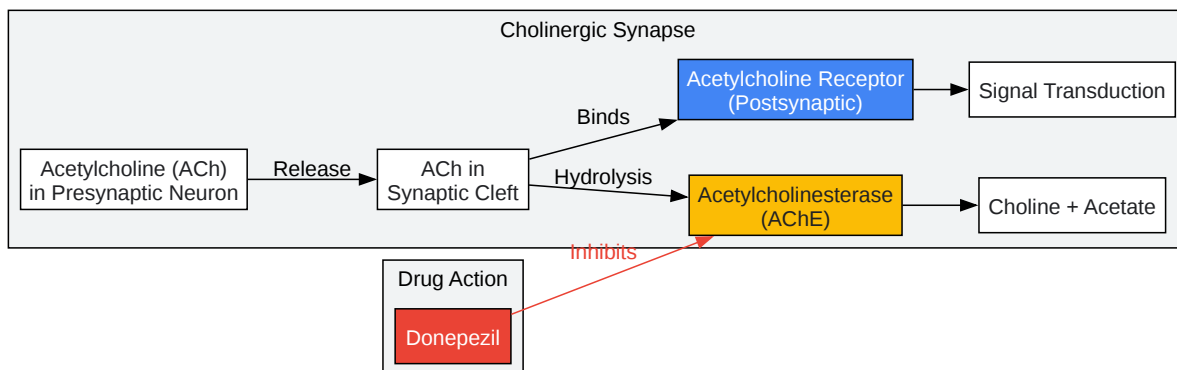 Cholinergic Synapse
Acetylcholine (ACh)
in Presynaptic Neuron
Release
ACh in
Synaptic Cleft
Binds
Hydrolysis
Acetylcholine Receptor
(Postsynaptic)
Signal Transduction
Acetylcholinesterase
(AChE)
Choline + Acetate
Inhibits
Drug Action
Donepezil